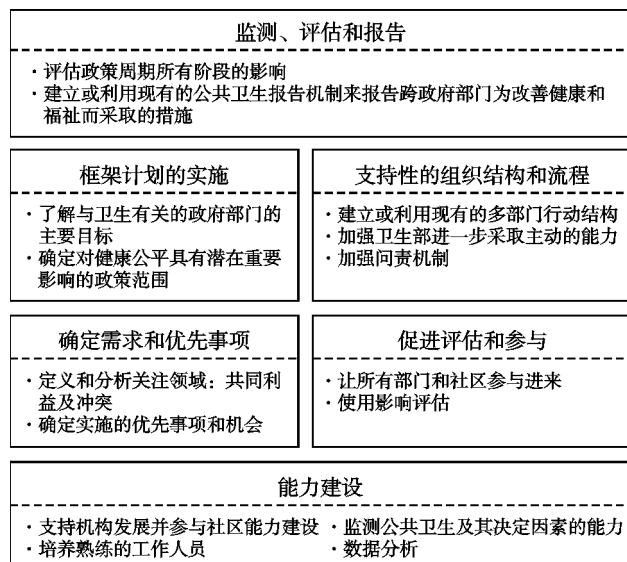 监测、评估和报告
·评估政策周期所有阶段的影响
·建立或利用现有的公共卫生报告机制来报告跨政府部门为改善健康和
福祉而采取的措施
框架计划的实施
·了解与卫生有关的政府部门的
主要目标
·确定对健康公平具有潜在重要
影响的政策范围
支持性的组织结构和流程
·建立或利用现有的多部门行动结构
·加强卫生部进一步采取主动的能力
·加强问责机制
确定需求和优先事项
·定义和分析关注领域：共同利
益及冲突
·确定实施的优先事项和机会
促进评估和参与
·让所有部门和社区参与进来
·使用影响评估
能力建设
·支持机构发展并参与社区能力建设
·培养熟练的工作人员
·监测公共卫生及其决定因素的能力
·数据分析